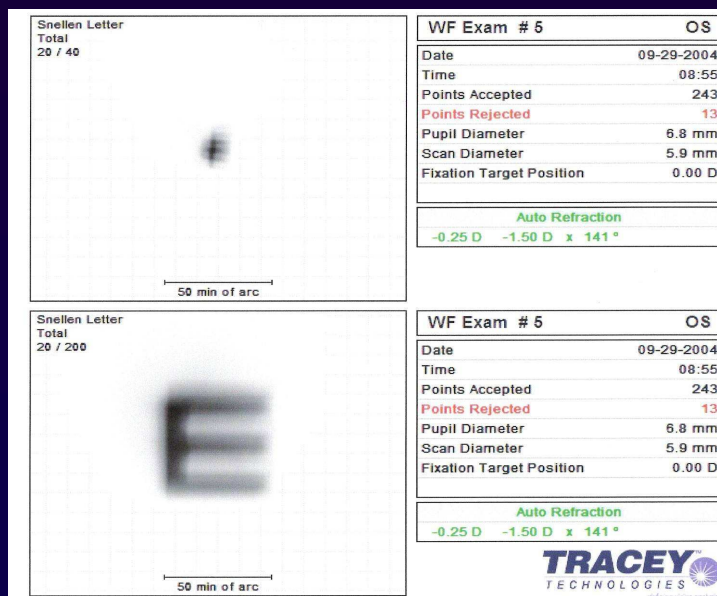 Snellen Letter
Total
20 / 40
50 min of arc
WF Exam # 5 OS
Date 09-29-2004
Time 08:55
Points Accepted 243
Points Rejected 13
Pupil Diameter 6.8 mm
Scan Diameter 5.9 mm
Fixation Target Position 0.00 D
Auto Refraction
-0.25 D -1.50 D x 141 °
Snellen Letter
Total
20 / 200
E
50 min of arc
WF Exam # 5 OS
Date 09-29-2004
Time 08:55
Points Accepted 243
Points Rejected 13
Pupil Diameter 6.8 mm
Scan Diameter 5.9 mm
Fixation Target Position 0.00 D
Auto Refraction
-0.25 D -1.50 D x 141 °
TRACEY™
TECHNOLOGIES